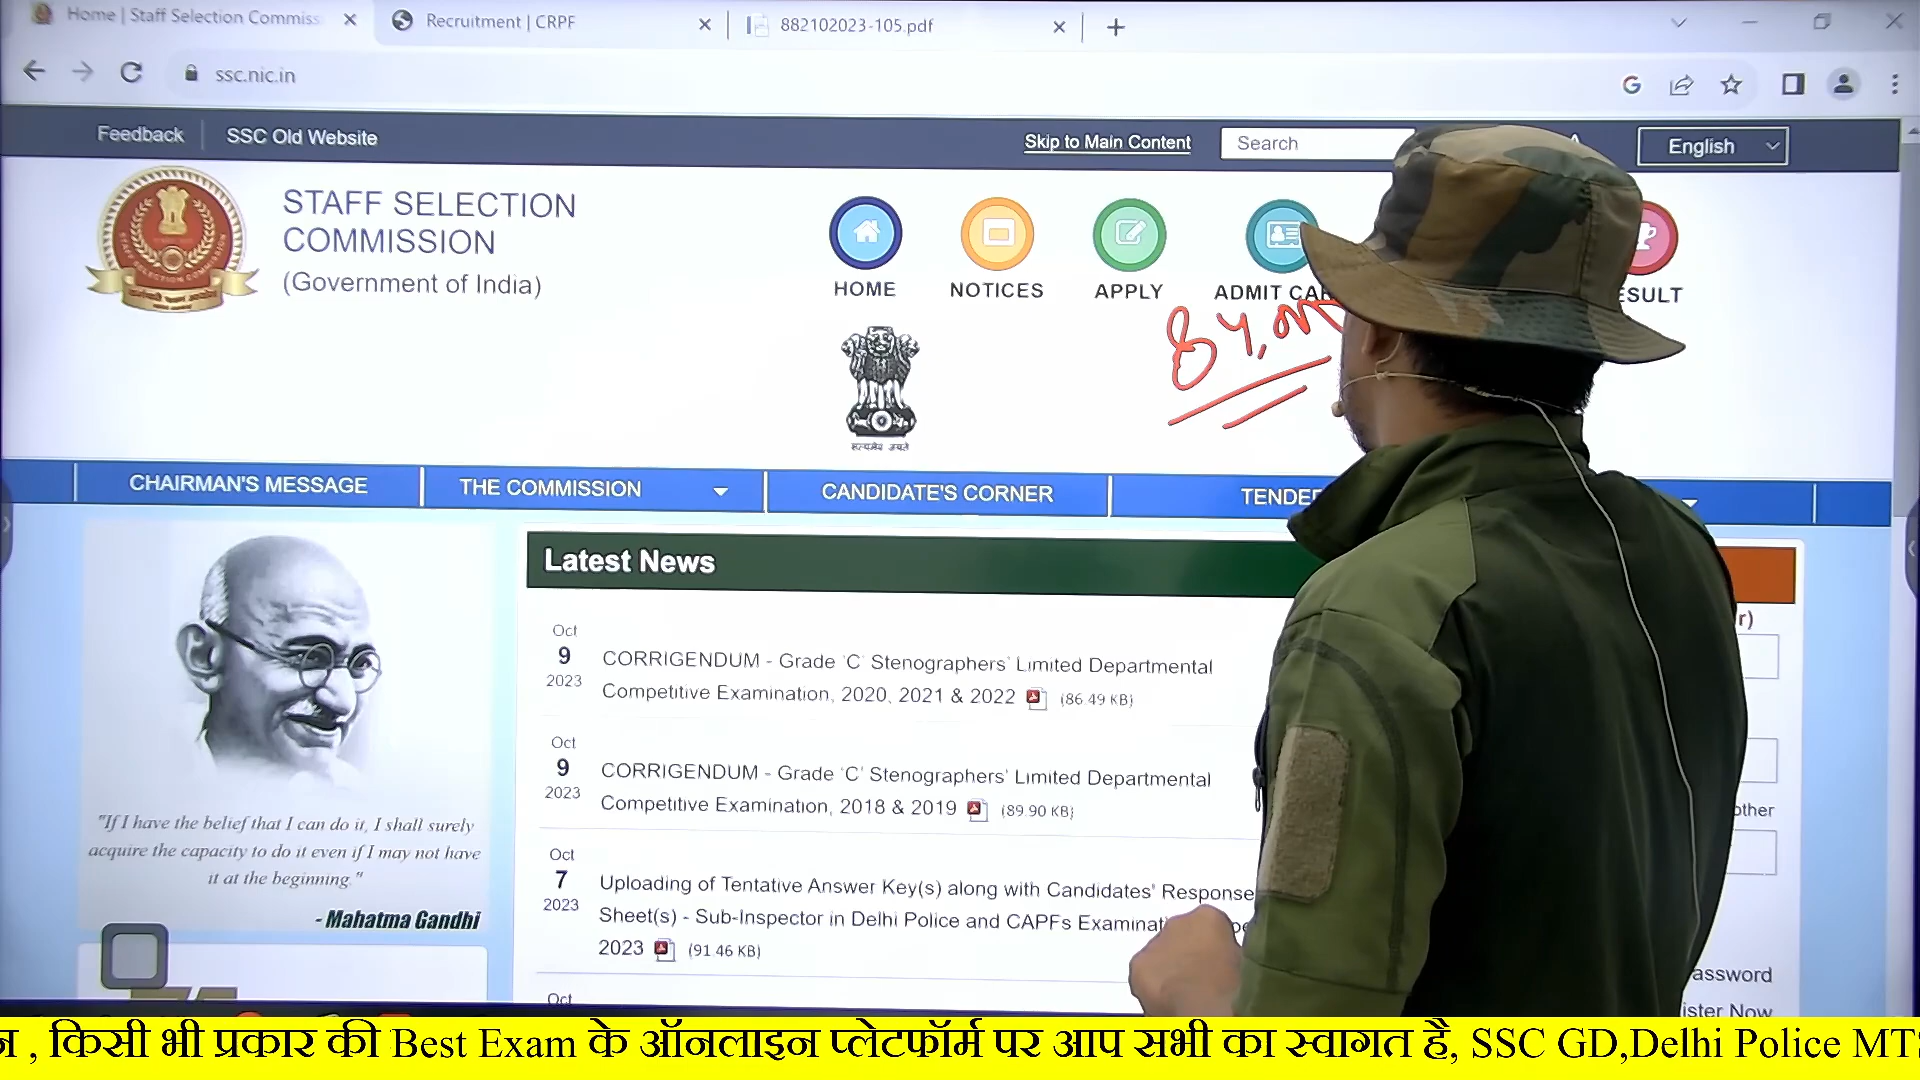 Home | Staff Selection Commiss
Recruitment | CRPF
882102023-105.pdf
ssc.nic.in
Feedback
SSC Old Website
Skip to Main Content
Search
English
STAFF SELECTION
COMMISSION
(Government of India)
HOME
NOTICES
APPLY
ADMIT CAR
ESULT
सत्यमेव जयते
CHAIRMAN'S MESSAGE
THE COMMISSION
CANDIDATE'S CORNER
TENDER
Latest News
Oct
9
2023
CORRIGENDUM - Grade 'C' Stenographers' Limited Departmental
Competitive Examination, 2020, 2021 & 2022 (86.49 KB)
Oct
9
2023
CORRIGENDUM - Grade 'C' Stenographers' Limited Departmental
Competitive Examination, 2018 & 2019 (89.90 KB)
Oct
7
2023
Uploading of Tentative Answer Key(s) along with Candidates' Response
Sheet(s) - Sub-Inspector in Delhi Police and CAPFs Examinat
2023 (91.46 KB)
Oct
"If I have the belief that I can do it, I shall surely
acquire the capacity to do it even if I may not have
it at the beginning."
- Mahatma Gandhi
other
assword
ister Now
न , किसी भी प्रकार की Best Exam के ऑनलाइन प्लेटफॉर्म पर आप सभी का स्वागत है, SSC GD,Delhi Police MTS